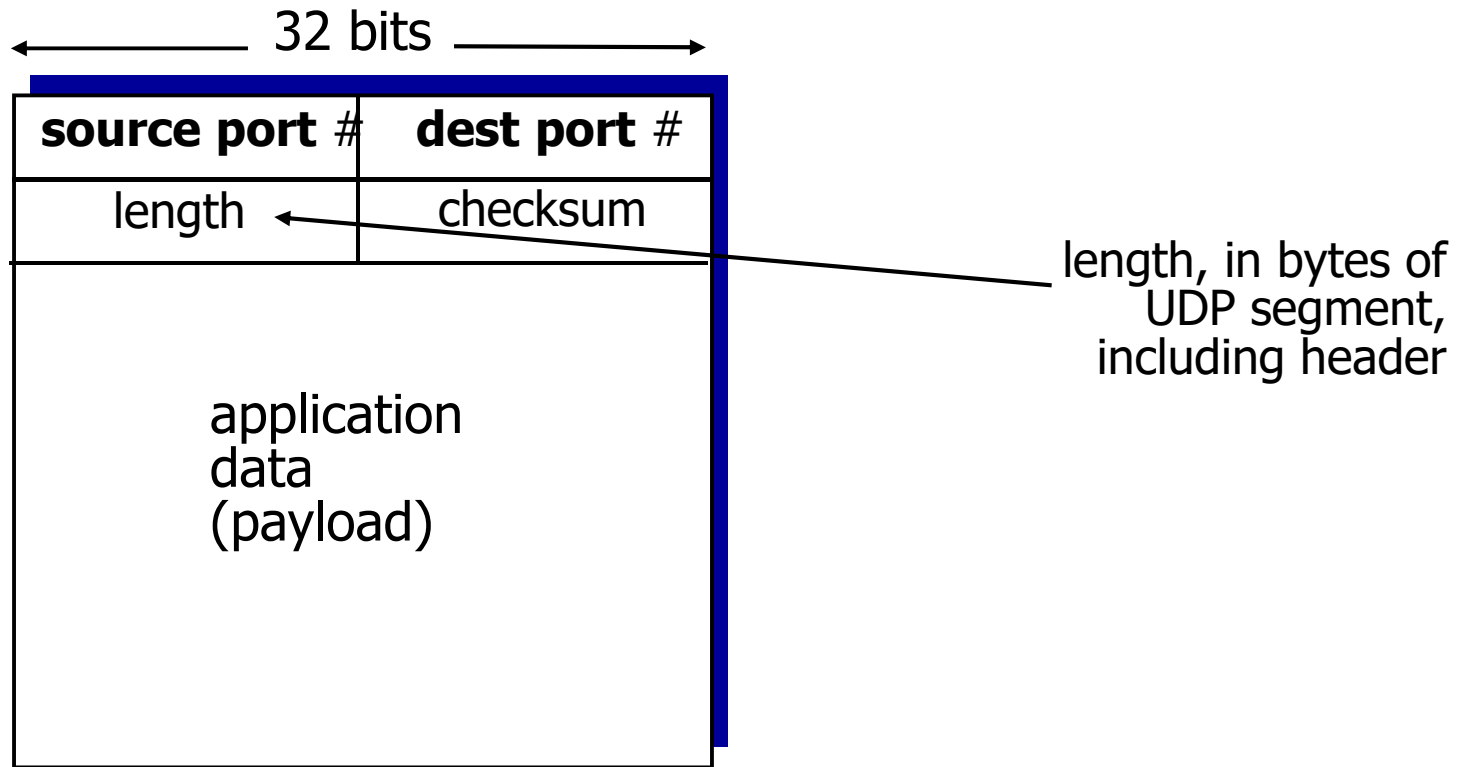 32 bits
source port # dest port #
length checksum
length, in bytes of
UDP segment,
including header
application
data
(payload)